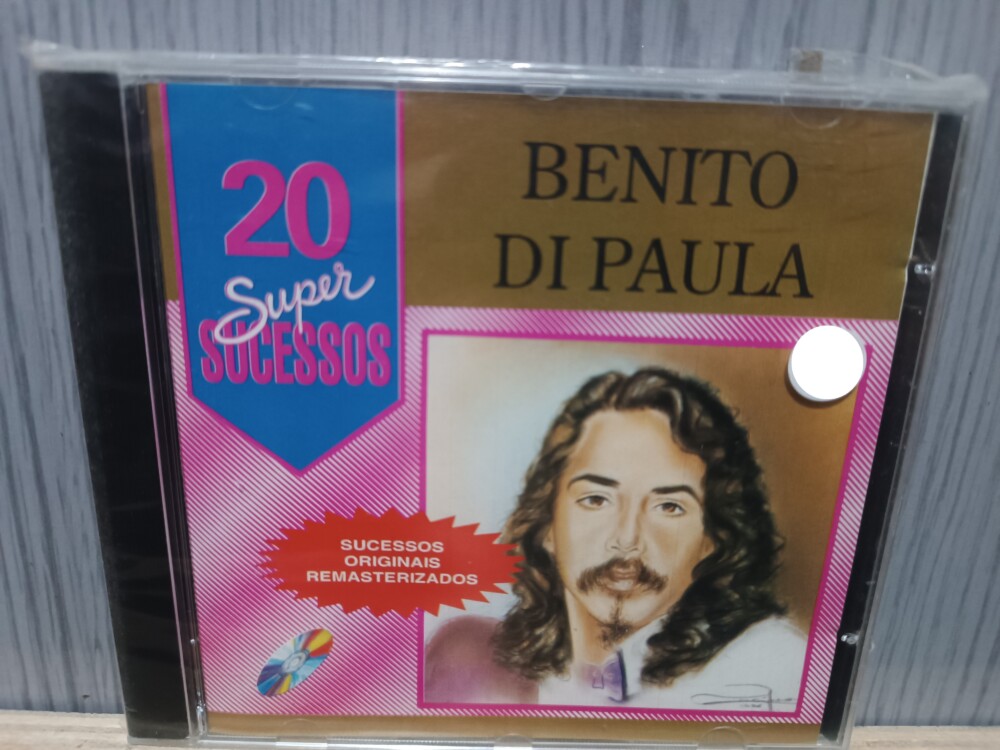 20
Super
SUCESSOS
BENITO
DI PAULA
SUCESSOS
ORIGINAIS
REMASTERIZADOS